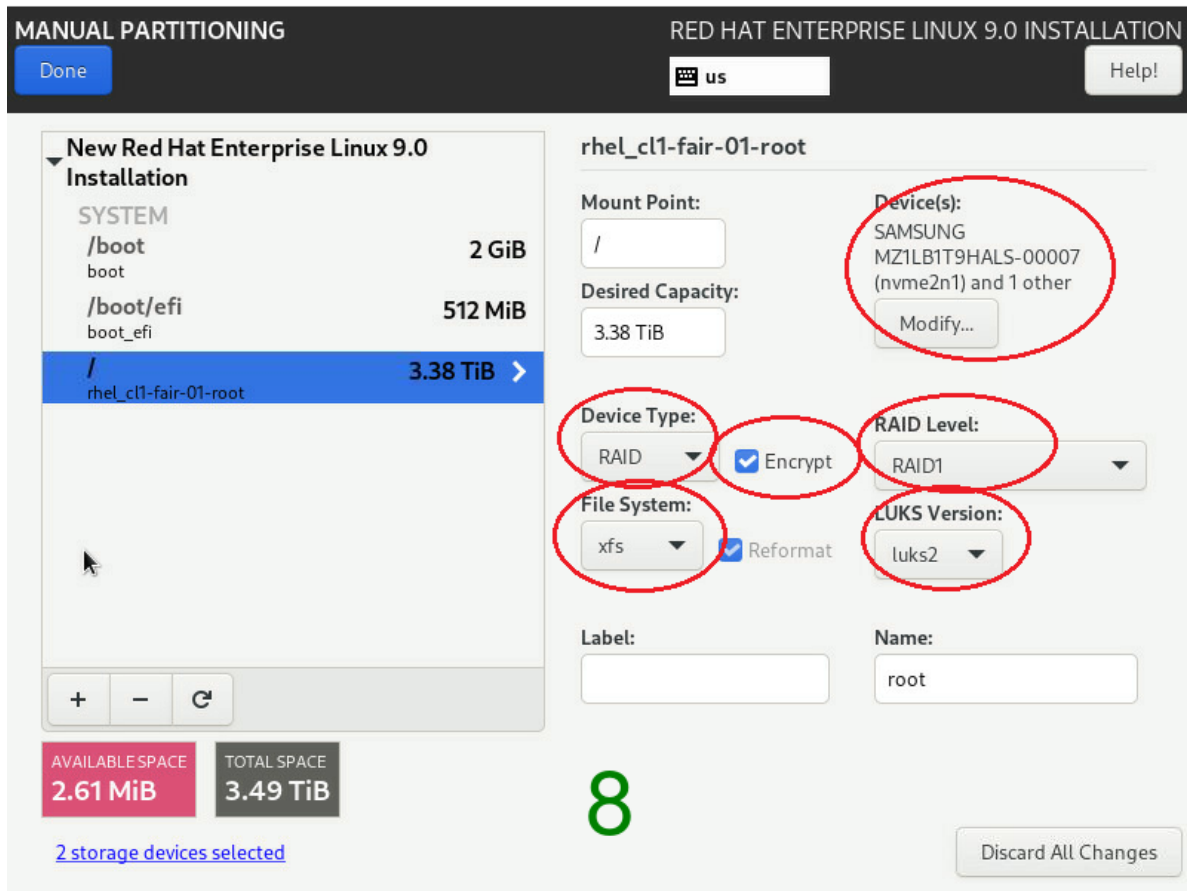 MANUAL PARTITIONING
RED HAT ENTERPRISE LINUX 9.0 INSTALLATION
Done
us
Help!
New Red Hat Enterprise Linux 9.0
Installation
SYSTEM
/boot
2 GiB
boot
/boot/efi
512 MiB
boot_efi
/
3.38 TiB
rhel_cl1-fair-01-root
+
−
AVAILABLE SPACE
2.61 MiB
TOTAL SPACE
3.49 TiB
2 storage devices selected
rhel_cl1-fair-01-root
Mount Point:
/
Device(s):
SAMSUNG
MZ1LB1T9HALS-00007
(nvme2n1) and 1 other
Modify...
Desired Capacity:
3.38 TiB
Device Type:
RAID
Encrypt
RAID Level:
RAID1
File System:
xfs
Reformat
LUKS Version:
luks2
Label:
Name:
root
8
Discard All Changes